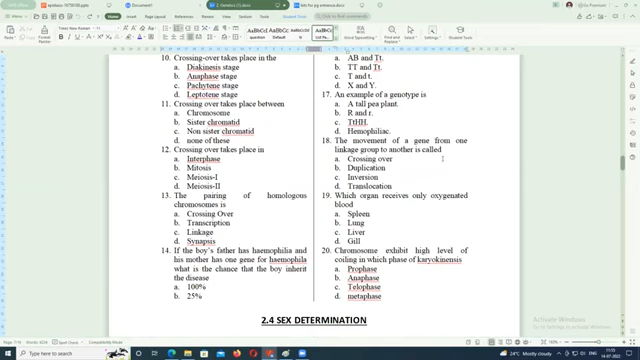 10. Crossing-over takes place in the
a. Diakinesis stage
b. Anaphase stage
c. Pachytene stage
d. Leptotene stage
11. Crossing over takes place between
a. Chromosome
b. Sister chromatid
c. Non sister chromatid
d. none of these
12. Crossing over takes place in
a. Interphase
b. Mitosis
c. Meiosis-I
d. Meiosis-II
13. The pairing of homologous
chromosomes is
a. Crossing Over
b. Transcription
c. Linkage
d. Synapsis
14. If the boy's father has haemophilia and
his mother has one gene for haemophila
what is the chance that the boy inherit
the disease
a. 100%
b. 25%
a. AB and Tt.
b. TT and Tt.
c. T and t.
d. X and Y.
17. An example of a genotype is
a. A tall pea plant.
b. R and r.
c. TtHH.
d. Hemophiliac.
18. The movement of a gene from one
linkage group to another is called
a. Crossing over
b. Duplication
c. Inversion
d. Translocation
19. Which organ receives only oxygenated
blood
a. Spleen
b. Lung
c. Liver
d. Gill
20. Chromosome exhibit high level of
coiling in which phase of karyokinensis
a. Prophase
b. Anaphase
c. Telophase
d. metaphase
2.4 SEX DETERMINATION
Activate Windows
Go to Settings to activate Windows.
Type here to search
24°C Mostly cloudy